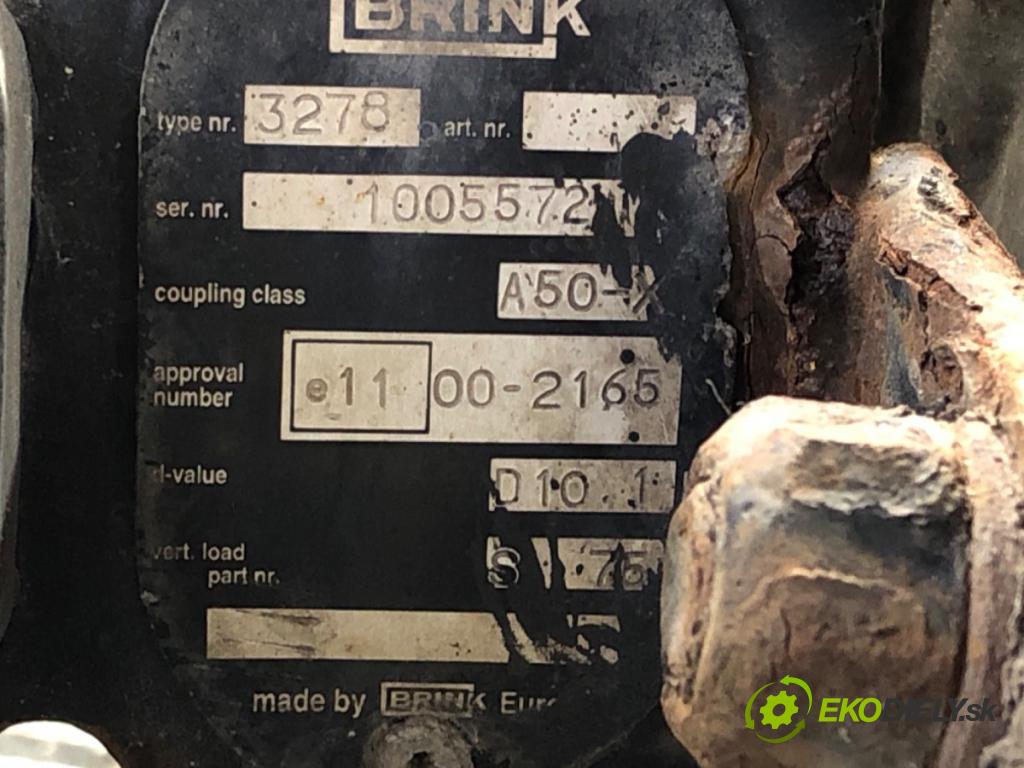 BRINK
type nr. 3278 art. nr.
ser. nr. 1005572
coupling class A50-X
approval number e11 00-2165
d-value D10.1
vert. load S 75
part nr.
made by BRINK
EKODIELY.sk